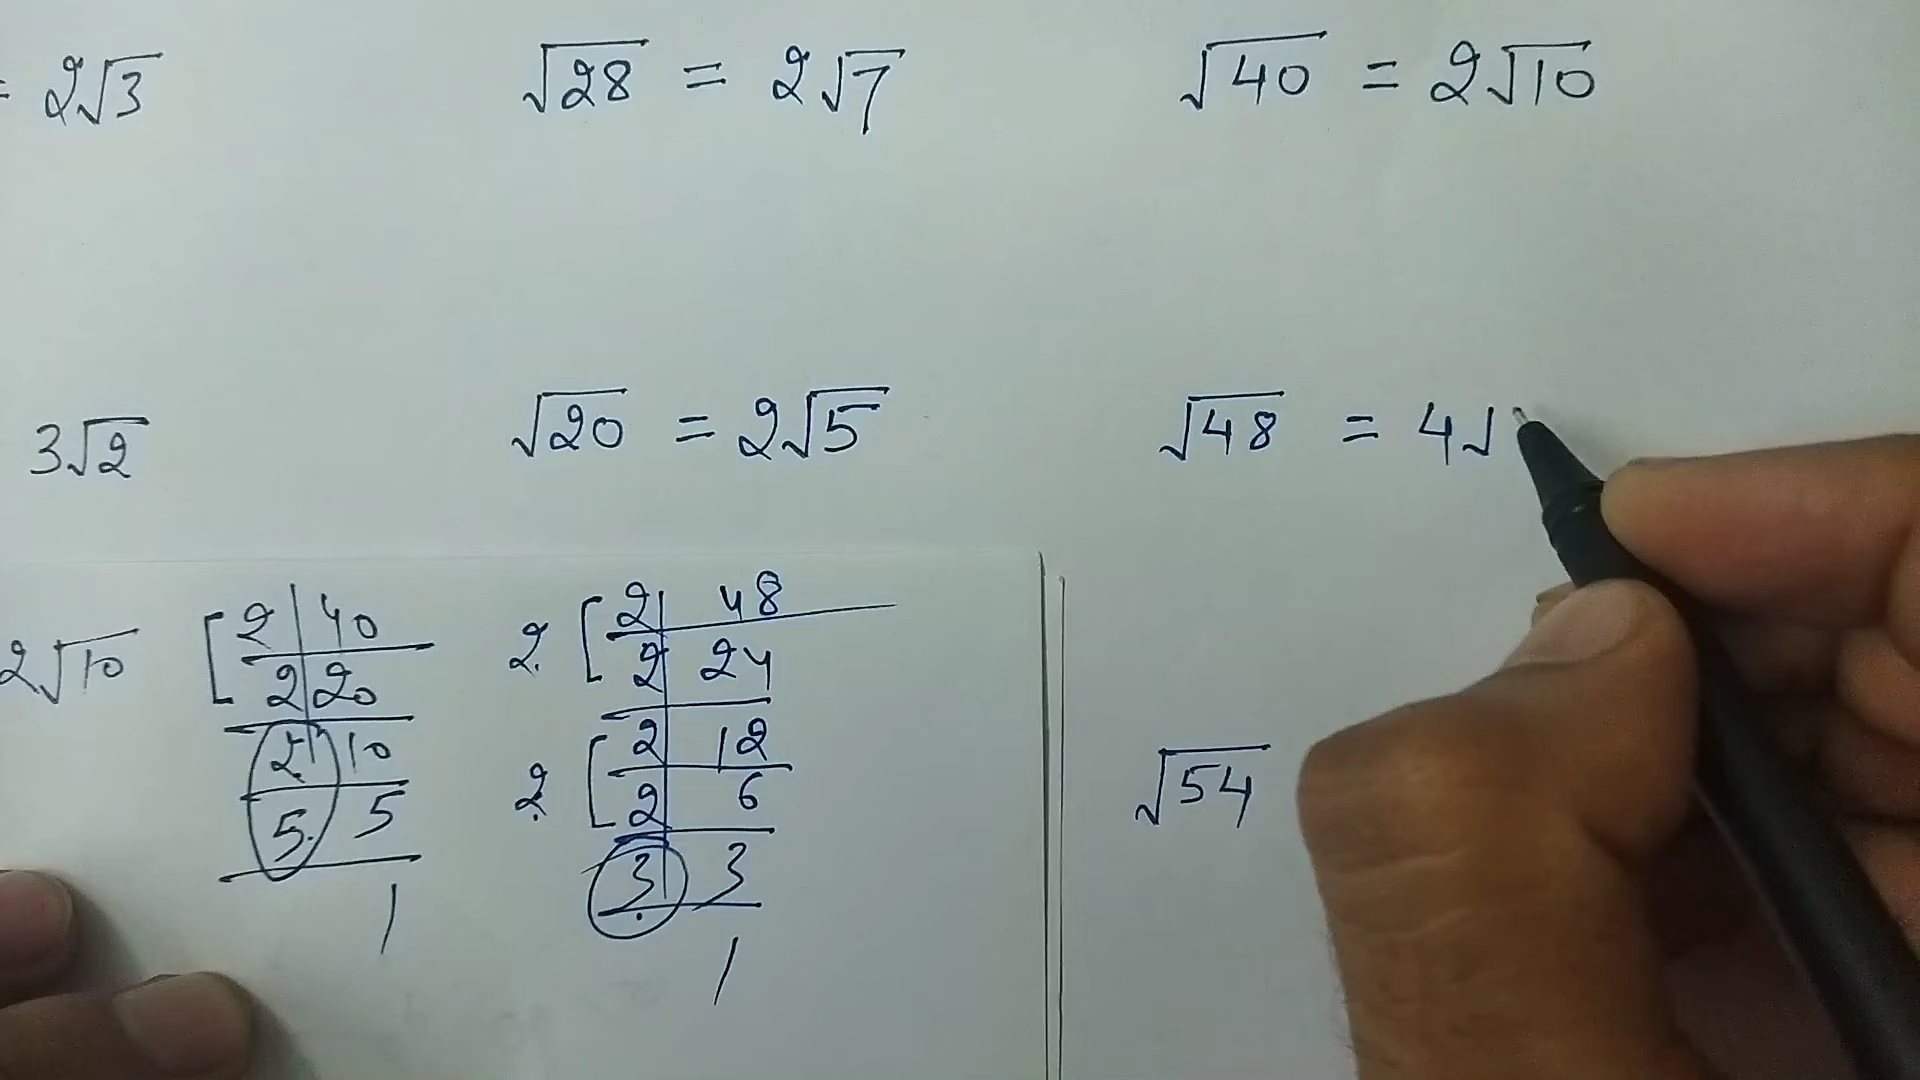 = 2√3
√28 = 2√7
√40 = 2√10
3√2
√20 = 2√5
√48 = 4√
2√10
2 40
2 20
2 10
5 5
1
2. 2 48
2 24
2. 2 12
2 6
3 3
1
√54